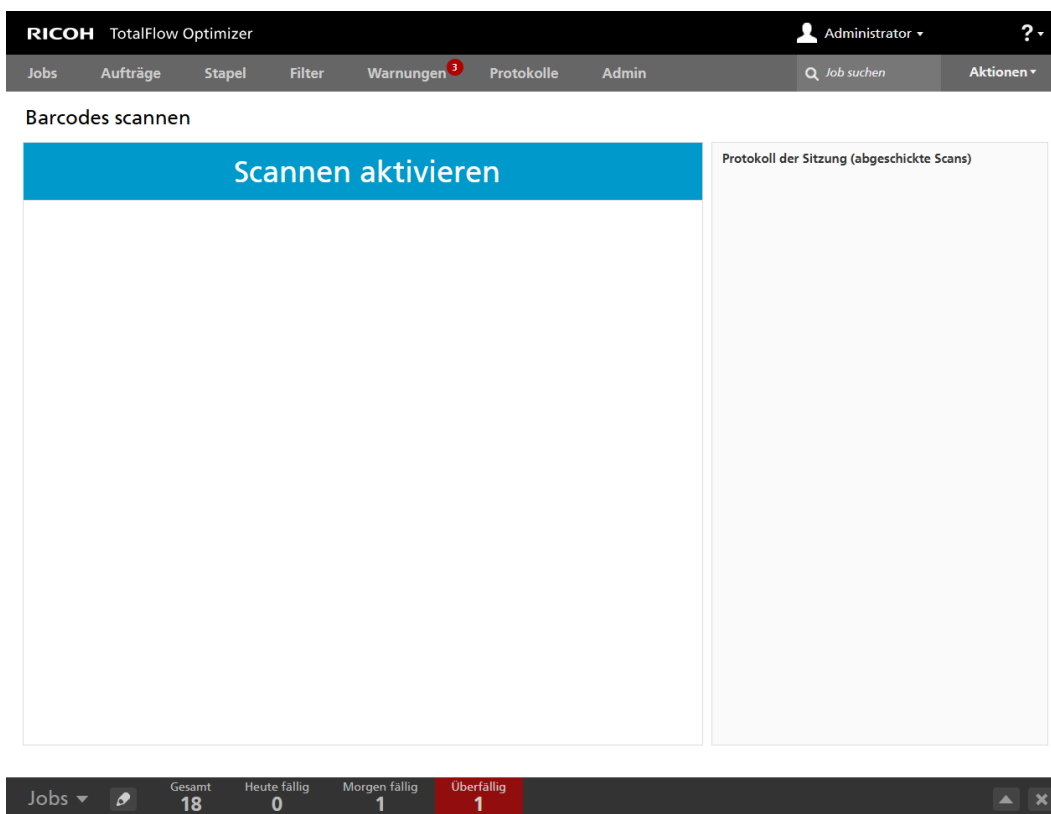 RICOH TotalFlow Optimizer Administrator ?
Jobs Aufträge Stapel Filter Warnungen 3 Protokolle Admin Job suchen Aktionen
Barcodes scannen
Scannen aktivieren
Protokoll der Sitzung (abgeschickte Scans)
Jobs Gesamt Heute fällig Morgen fällig Überfällig
18 0 1 1